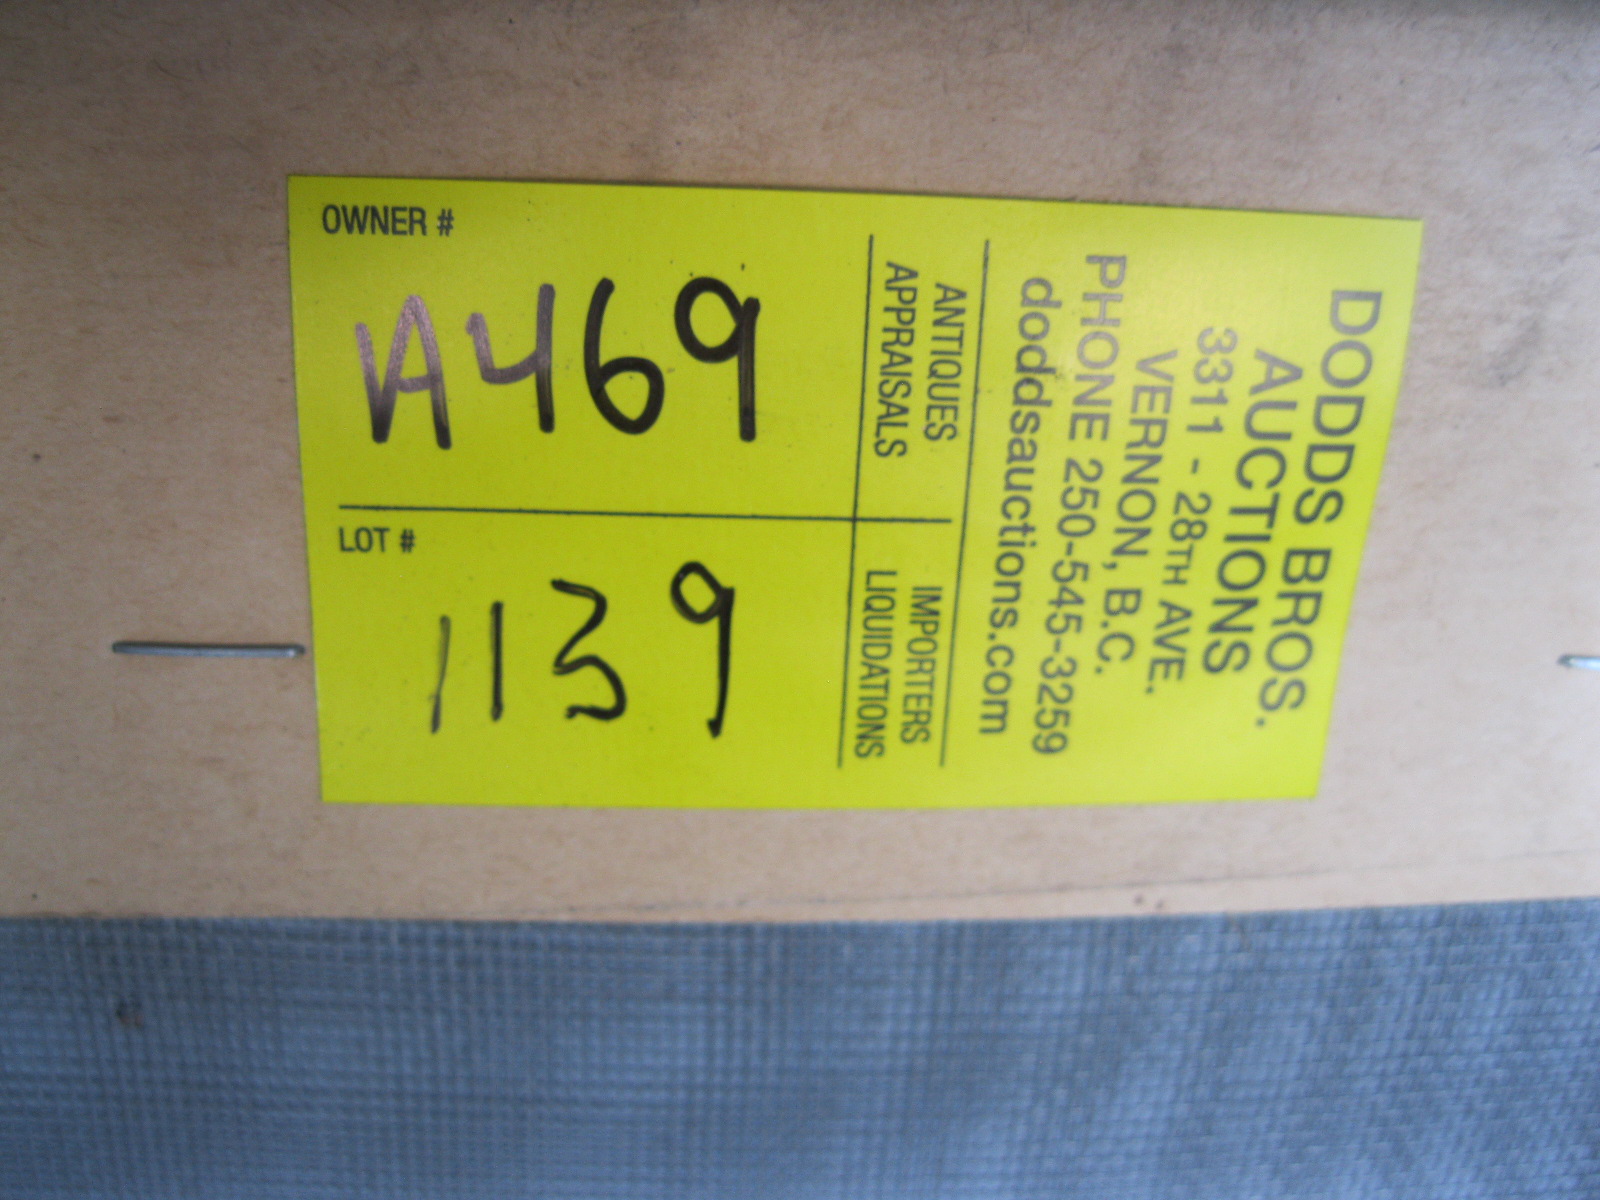 DODDS BROS.
AUCTIONS
3311 - 28TH AVE.
VERNON, B.C.
PHONE 250-545-3259
doddsauctions.com
ANTIQUES
APPRAISALS
IMPORTERS
LIQUIDATIONS
OWNER #
A469
LOT #
1139